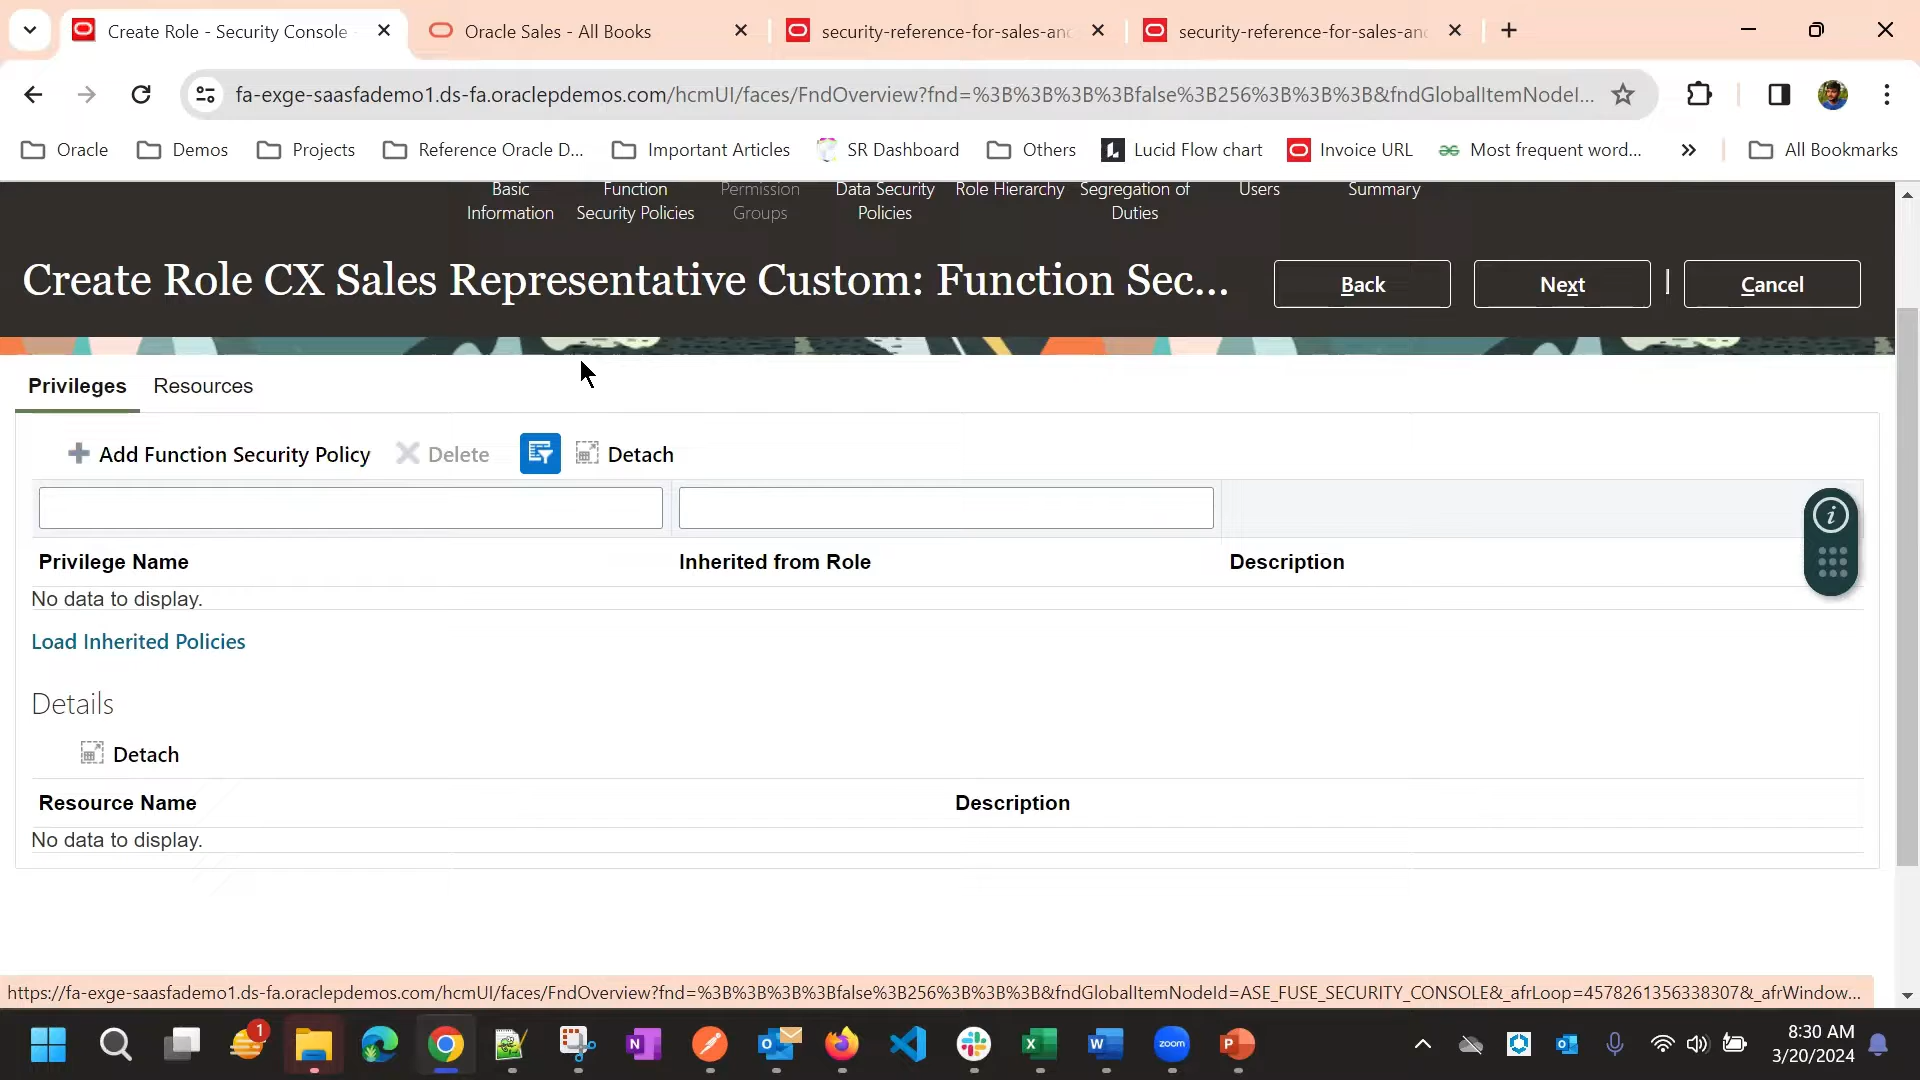 Create Role - Security Console
Oracle Sales - All Books
security-reference-for-sales-and
security-reference-for-sales-and
fa-exge-saasfademo1.ds-fa.oraclepdemos.com/hcmUI/faces/FndOverview?fnd=%3B%3B%3B%3Bfalse%3B256%3B%3B%3B&fndGlobalItemNodeI...
Oracle
Demos
Projects
Reference Oracle D...
Important Articles
SR Dashboard
Others
Lucid Flow chart
Invoice URL
Most frequent word...
All Bookmarks
Basic
Information
Function
Security Policies
Permission
Groups
Data Security
Policies
Role Hierarchy
Segregation of
Duties
Users
Summary
Create Role CX Sales Representative Custom: Function Sec...
Back
Next
Cancel
Privileges
Resources
Add Function Security Policy
Delete
Detach
Privilege Name
Inherited from Role
Description
No data to display.
Load Inherited Policies
Details
Detach
Resource Name
Description
No data to display.
https://fa-exge-saasfademo1.ds-fa.oraclepdemos.com/hcmUI/faces/FndOverview?fnd=%3B%3B%3B%3Bfalse%3B256%3B%3B%3B&fndGlobalItemNodeId=ASE_FUSE_SECURITY_CONSOLE&_afrLoop=4578261356338307&_afrWindow...
1
zoom
8:30 AM
3/20/2024